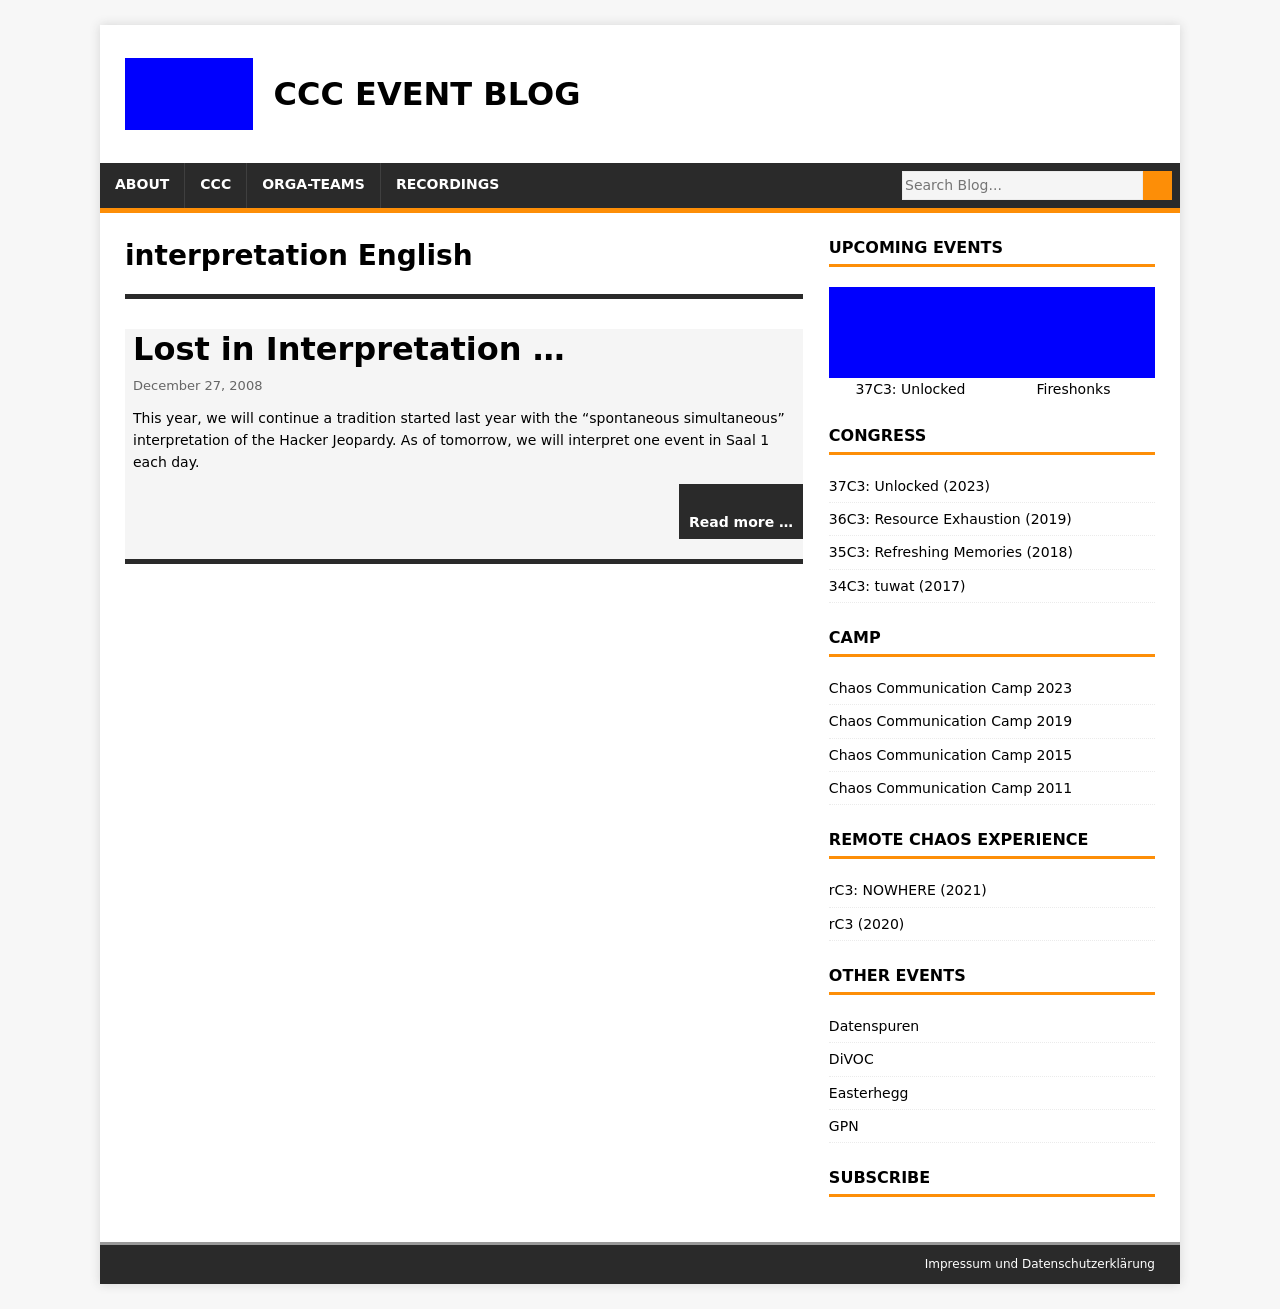 CCC EVENT BLOG
ABOUT
CCC
ORGA-TEAMS
RECORDINGS
Search Blog…
interpretation English
Lost in Interpretation …
December 27, 2008
This year, we will continue a tradition started last year with the “spontaneous simultaneous”
interpretation of the Hacker Jeopardy. As of tomorrow, we will interpret one event in Saal 1
each day.
Read more …
UPCOMING EVENTS
37C3: Unlocked
Fireshonks
CONGRESS
37C3: Unlocked (2023)
36C3: Resource Exhaustion (2019)
35C3: Refreshing Memories (2018)
34C3: tuwat (2017)
CAMP
Chaos Communication Camp 2023
Chaos Communication Camp 2019
Chaos Communication Camp 2015
Chaos Communication Camp 2011
REMOTE CHAOS EXPERIENCE
rC3: NOWHERE (2021)
rC3 (2020)
OTHER EVENTS
Datenspuren
DiVOC
Easterhegg
GPN
SUBSCRIBE
Impressum und Datenschutzerklärung